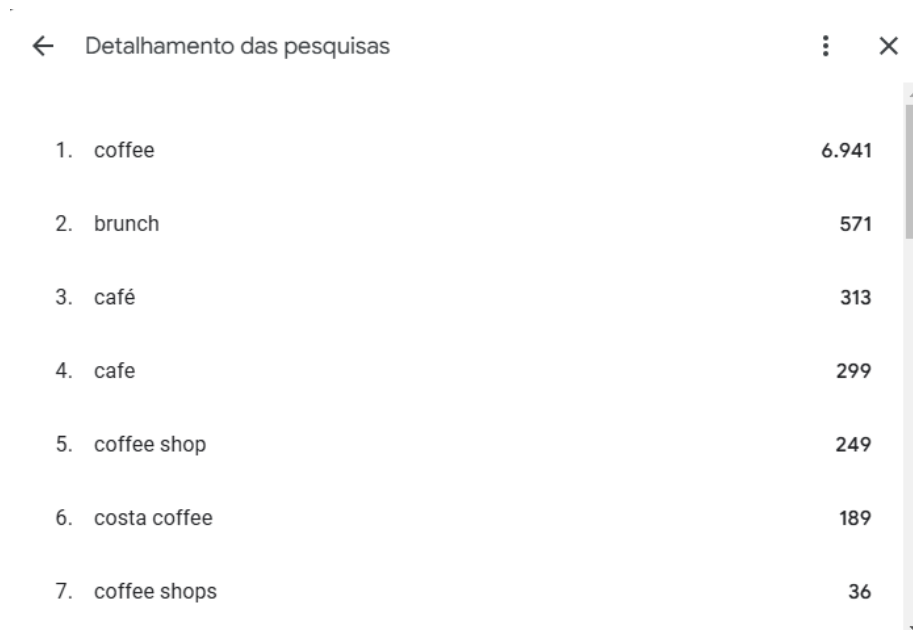 Detalhamento das pesquisas
1. coffee 6.941
2. brunch 571
3. café 313
4. cafe 299
5. coffee shop 249
6. costa coffee 189
7. coffee shops 36